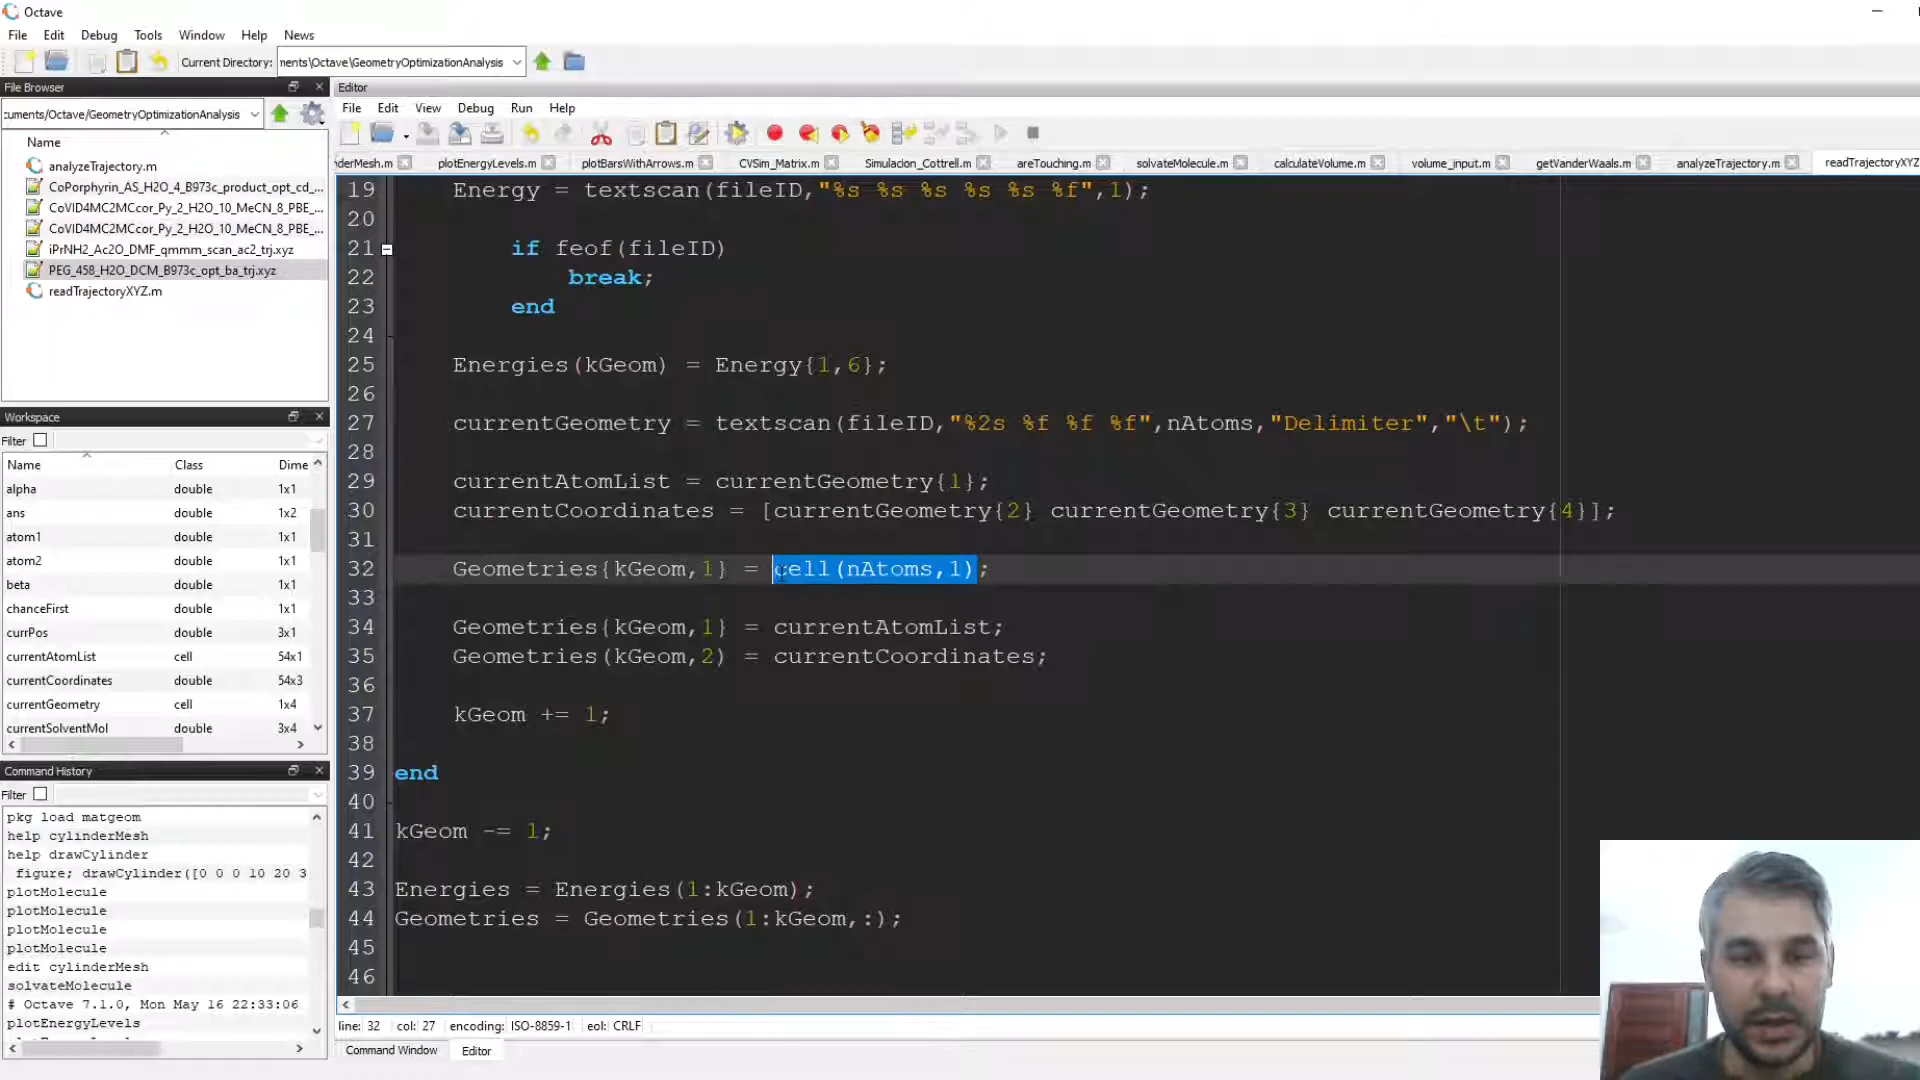 Octave
File Edit Debug Tools Window Help News
Current Directory: ments\Octave\GeometryOptimizationAnalysis
File Browser
:uments/Octave/GeometryOptimizationAnalysis
Name
analyzeTrajectory.m
CoPorphyrin_AS_H2O_4_B973c_product_opt_cd_...
CoVID4MC2MCcor_Py_2_H2O_10_MeCN_8_PBE_...
CoVID4MC2MCcor_Py_2_H2O_10_MeCN_8_PBE_...
iPrNH2_Ac2O_DMF_qmmm_scan_ac2_trj.xyz
PEG_458_H2O_DCM_B973c_opt_ba_trj.xyz
readTrajectoryXYZ.m
Workspace
Filter
Name Class Dime
alpha double 1x1
ans double 1x2
atom1 double 1x1
atom2 double 1x1
beta double 1x1
chanceFirst double 1x1
currPos double 3x1
currentAtomList cell 54x1
currentCoordinates double 54x3
currentGeometry cell 1x4
currentSolventMol double 3x4
Command History
Filter
pkg load matgeom
help cylinderMesh
help drawCylinder
figure; drawCylinder([0 0 0 10 20 3
plotMolecule
plotMolecule
plotMolecule
plotMolecule
edit cylinderMesh
solvateMolecule
# Octave 7.1.0, Mon May 16 22:33:06
plotEnergyLevels
Editor
File Edit View Debug Run Help
derMesh.m plotEnergyLevels.m plotBarsWithArrows.m CVSim_Matrix.m Simulacion_Cottrell.m areTouching.m solvateMolecule.m calculateVolume.m volume_input.m getVanderWaals.m analyzeTrajectory.m readTrajectoryXYZ
19 Energy = textscan(fileID,"%s %s %s %s %s %f",1);
20
21 if feof(fileID)
22 break;
23 end
24
25 Energies(kGeom) = Energy{1,6};
26
27 currentGeometry = textscan(fileID,"%2s %f %f %f",nAtoms,"Delimiter","\t");
28
29 currentAtomList = currentGeometry{1};
30 currentCoordinates = [currentGeometry{2} currentGeometry{3} currentGeometry{4}];
31
32 Geometries{kGeom,1} = cell(nAtoms,1);
33
34 Geometries{kGeom,1} = currentAtomList;
35 Geometries(kGeom,2) = currentCoordinates;
36
37 kGeom += 1;
38
39 end
40
41 kGeom -= 1;
42
43 Energies = Energies(1:kGeom);
44 Geometries = Geometries(1:kGeom,:);
45
46
line: 32 col: 27 encoding: ISO-8859-1 eol: CRLF
Command Window Editor